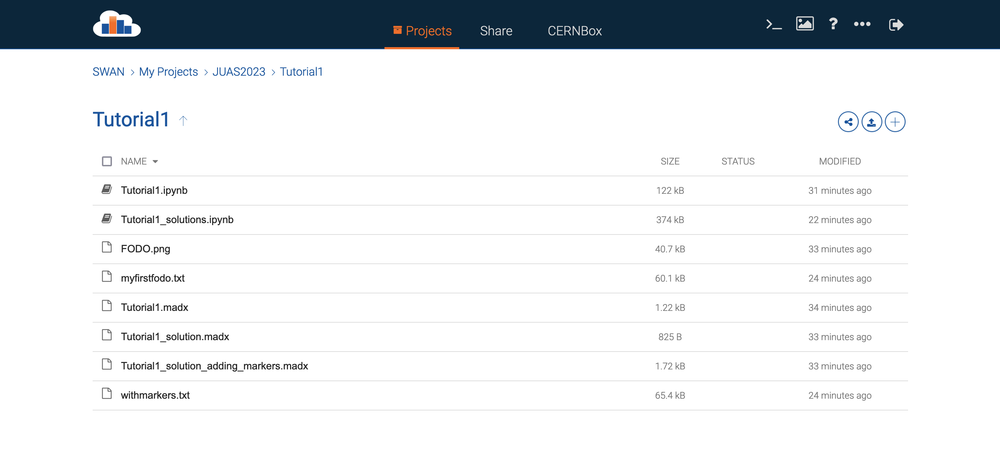 Projects Share CERNBox
SWAN > My Projects > JUAS2023 > Tutorial1
Tutorial1
NAME SIZE STATUS MODIFIED
Tutorial1.ipynb 122 kB 31 minutes ago
Tutorial1_solutions.ipynb 374 kB 22 minutes ago
FODO.png 40.7 kB 33 minutes ago
myfirstfodo.txt 60.1 kB 24 minutes ago
Tutorial1.madx 1.22 kB 34 minutes ago
Tutorial1_solution.madx 825 B 33 minutes ago
Tutorial1_solution_adding_markers.madx 1.72 kB 33 minutes ago
withmarkers.txt 65.4 kB 24 minutes ago